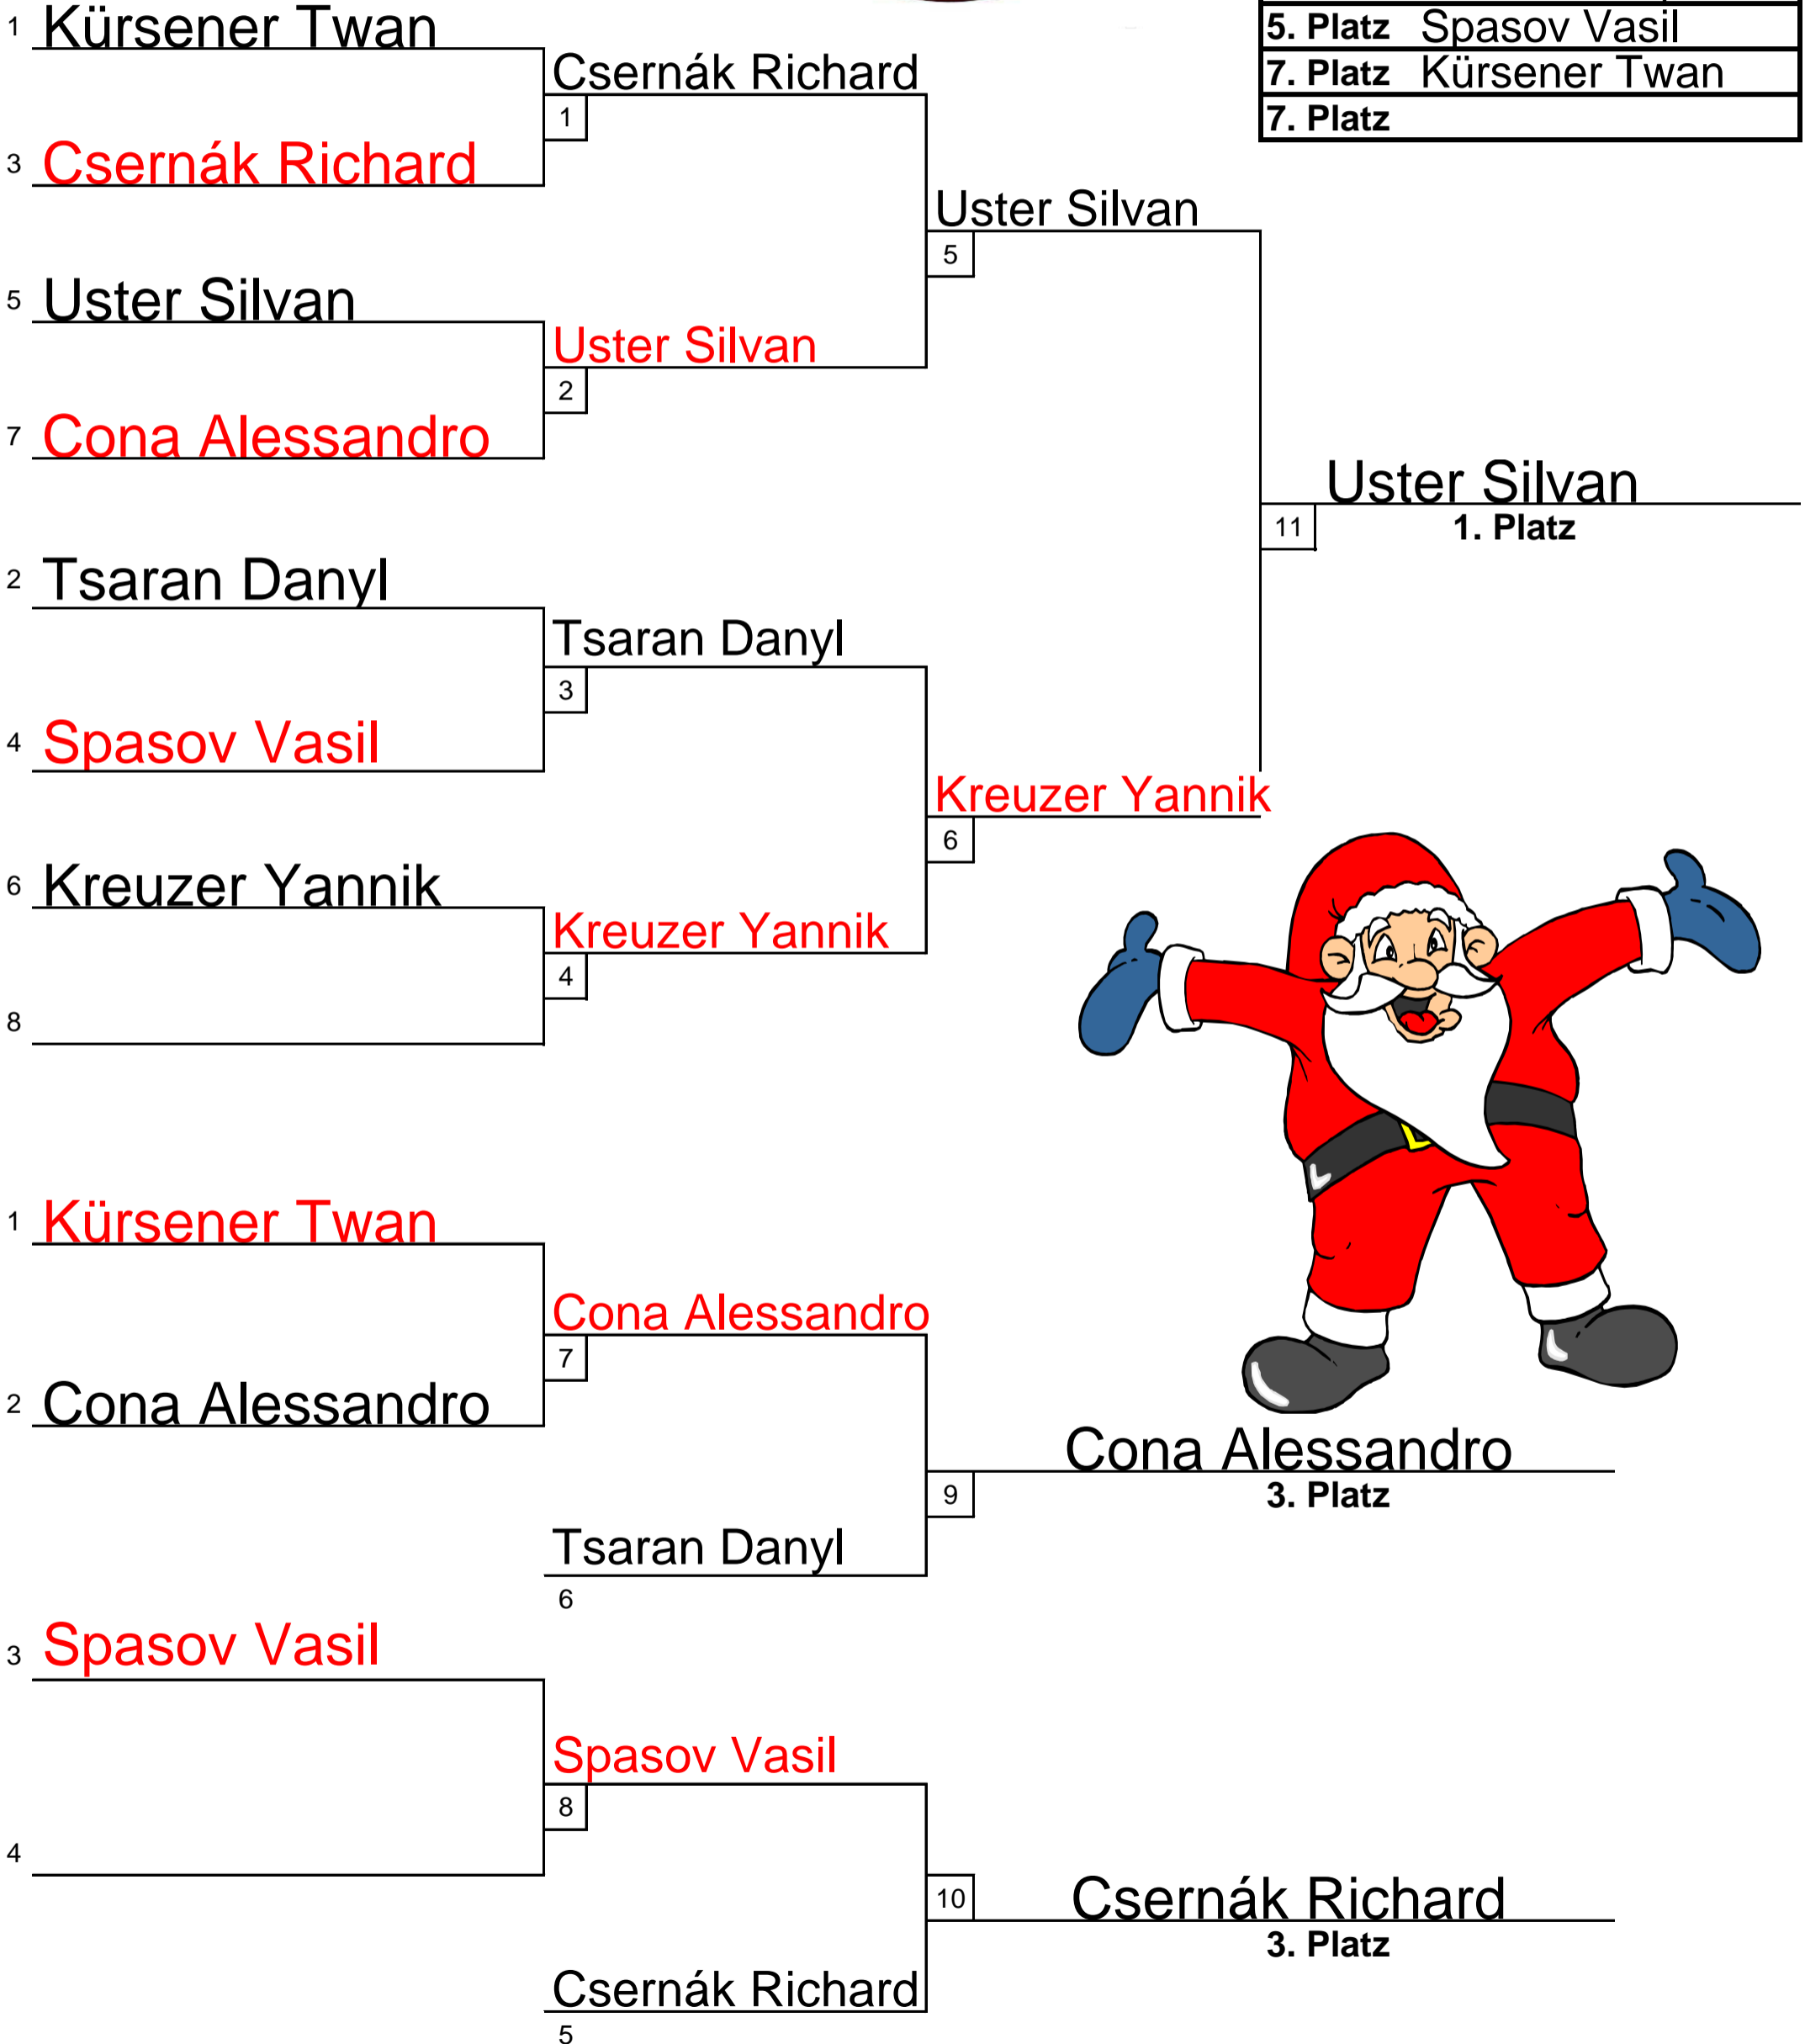 5. Platz Spasov Vasil
7. Platz Kürsener Twan
7. Platz
1 Kürsener Twan
Csernák Richard
1
3 Csernák Richard
Uster Silvan
5
5 Uster Silvan
Uster Silvan
2
7 Cona Alessandro
Uster Silvan
11 1. Platz
2 Tsaran Danyl
Tsaran Danyl
3
4 Spasov Vasil
Kreuzer Yannik
6
6 Kreuzer Yannik
Kreuzer Yannik
4
8
1 Kürsener Twan
Cona Alessandro
7
2 Cona Alessandro
Cona Alessandro
9 3. Platz
Tsaran Danyl
6
3 Spasov Vasil
Spasov Vasil
8
4
10 Csernák Richard
3. Platz
Csernák Richard
5